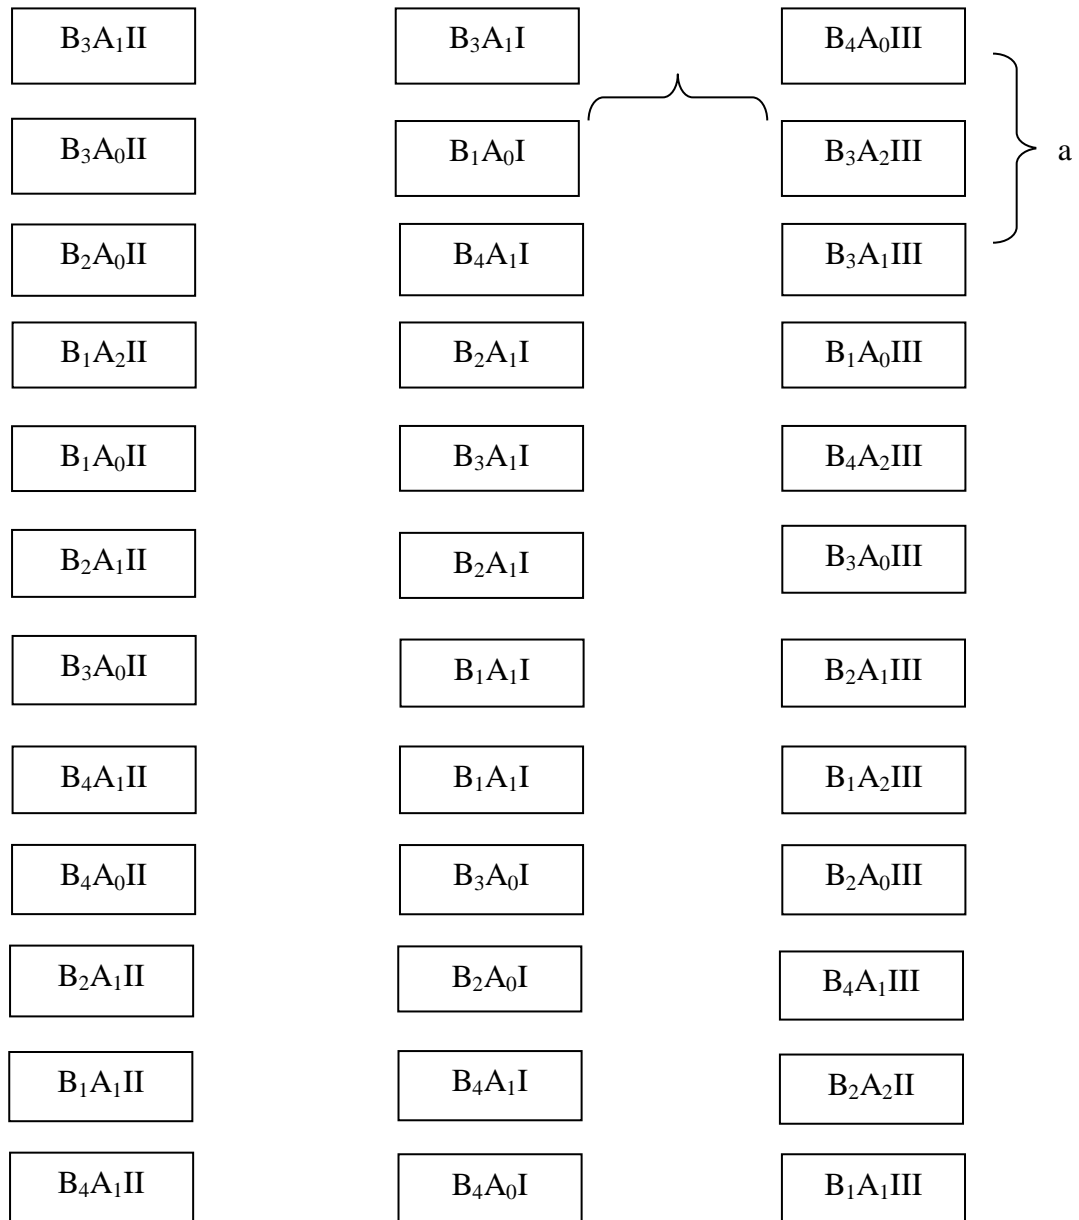 B₃A₁II B₃A₁I B₄A₀III
B₃A₀II B₁A₀I B₃A₂III a
B₂A₀II B₄A₁I B₃A₁III
B₁A₂II B₂A₁I B₁A₀III
B₁A₀II B₃A₁I B₄A₂III
B₂A₁II B₂A₁I B₃A₀III
B₃A₀II B₁A₁I B₂A₁III
B₄A₁II B₁A₁I B₁A₂III
B₄A₀II B₃A₀I B₂A₀III
B₂A₁II B₂A₀I B₄A₁III
B₁A₁II B₄A₁I B₂A₂II
B₄A₁II B₄A₀I B₁A₁III